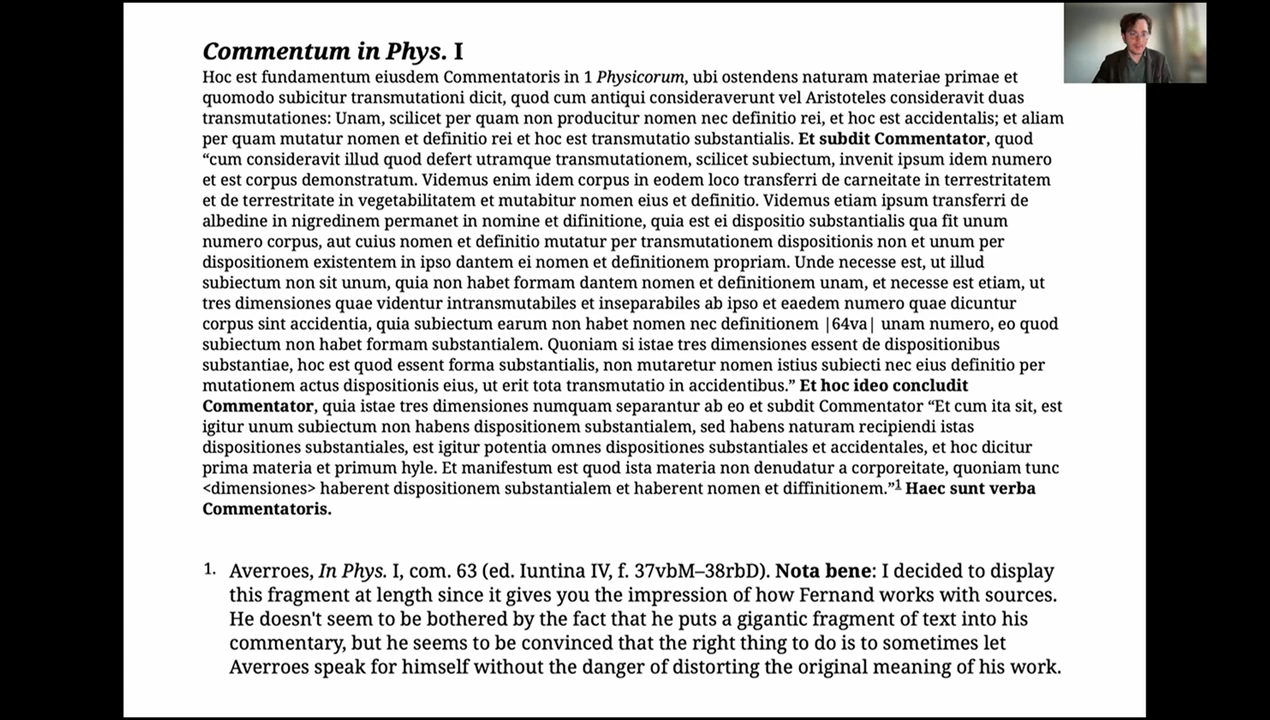 Commentum in Phys. I
Hoc est fundamentum eiusdem Commentatoris in 1 Physicorum, ubi ostendens naturam materiae primae et
quomodo subicitur transmutationi dicit, quod cum antiqui consideraverunt vel Aristoteles consideravit duas
transmutationes: Unam, scilicet per quam non producitur nomen nec definitio rei, et hoc est accidentalis; et aliam
per quam mutatur nomen et definitio rei et hoc est transmutatio substantialis. Et subdit Commentator, quod
“cum consideravit illud quod defert utramque transmutationem, scilicet subiectum, invenit ipsum idem numero
et est corpus demonstratum. Videmus enim idem corpus in eodem loco transferri de carneitate in terrestritatem
et de terrestritate in vegetabilitatem et mutabitur nomen eius et definitio. Videmus etiam ipsum transferri de
albedine in nigredinem permanet in nomine et difinitione, quia est ei dispositio substantialis qua fit unum
numero corpus, aut cuius nomen et definitio mutatur per transmutationem dispositionis non et unum per
dispositionem existentem in ipso dantem ei nomen et definitionem propriam. Unde necesse est, ut illud
subiectum non sit unum, quia non habet formam dantem nomen et definitionem unam, et necesse est etiam, ut
tres dimensiones quae videntur intransmutabiles et inseparabiles ab ipso et eaedem numero quae dicuntur
corpus sint accidentia, quia subiectum earum non habet nomen nec definitionem |64va| unam numero, eo quod
subiectum non habet formam substantialem. Quoniam si istae tres dimensiones essent de dispositionibus
substantiae, hoc est quod essent forma substantialis, non mutaretur nomen istius subiecti nec eius definitio per
mutationem actus dispositionis eius, ut erit tota transmutatio in accidentibus.” Et hoc ideo concludit
Commentator, quia istae tres dimensiones numquam separantur ab eo et subdit Commentator “Et cum ita sit, est
igitur unum subiectum non habens dispositionem substantialem, sed habens naturam recipiendi istas
dispositiones substantiales, est igitur potentia omnes dispositiones substantiales et accidentales, et hoc dicitur
prima materia et primum hyle. Et manifestum est quod ista materia non denudatur a corporeitate, quoniam tunc
<dimensiones> haberent dispositionem substantialem et haberent nomen et diffinitionem.”1 Haec sunt verba
Commentatoris.
1. Averroes, In Phys. I, com. 63 (ed. Iuntina IV, f. 37vbM–38rbD). Nota bene: I decided to display
this fragment at length since it gives you the impression of how Fernand works with sources.
He doesn't seem to be bothered by the fact that he puts a gigantic fragment of text into his
commentary, but he seems to be convinced that the right thing to do is to sometimes let
Averroes speak for himself without the danger of distorting the original meaning of his work.